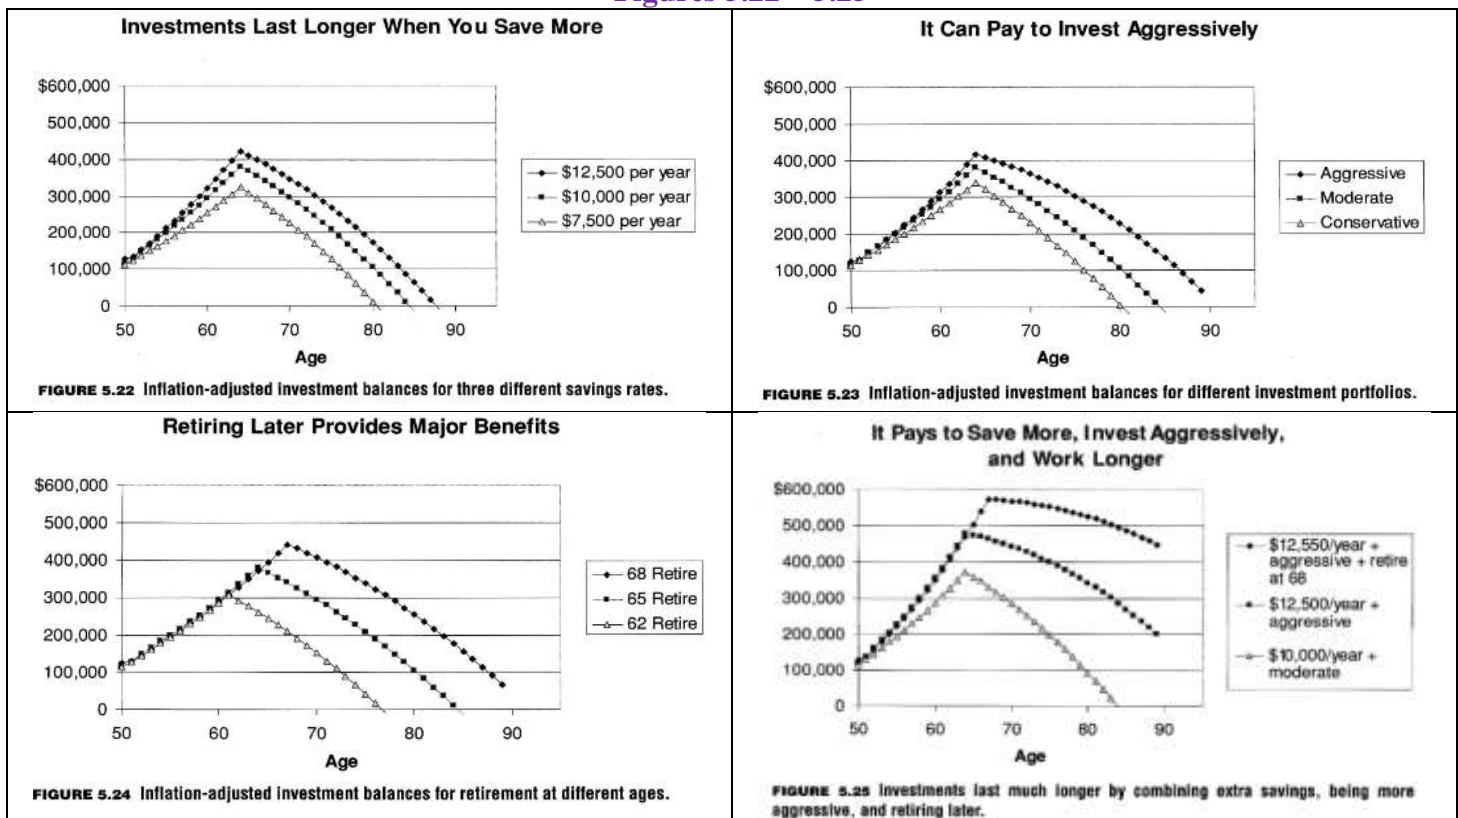 Investments Last Longer When You Save More
$600,000
500,000
400,000
300,000
200,000
100,000
0
50 60 70 80 90
Age
$12,500 per year
$10,000 per year
$7,500 per year
FIGURE 5.22 Inflation-adjusted investment balances for three different savings rates.
It Can Pay to Invest Aggressively
$600,000
500,000
400,000
300,000
200,000
100,000
0
50 60 70 80 90
Age
Aggressive
Moderate
Conservative
FIGURE 5.23 Inflation-adjusted investment balances for different investment portfolios.
Retiring Later Provides Major Benefits
$600,000
500,000
400,000
300,000
200,000
100,000
0
50 60 70 80 90
Age
68 Retire
65 Retire
62 Retire
FIGURE 5.24 Inflation-adjusted investment balances for retirement at different ages.
It Pays to Save More, Invest Aggressively,
and Work Longer
$600,000
500,000
400,000
300,000
200,000
100,000
0
50 60 70 80 90
Age
$12,550/year +
aggressive + retire
at 68
$12,500/year +
aggressive
$10,000/year +
moderate
FIGURE 5.25 Investments last much longer by combining extra savings, being more
aggressive, and retiring later.